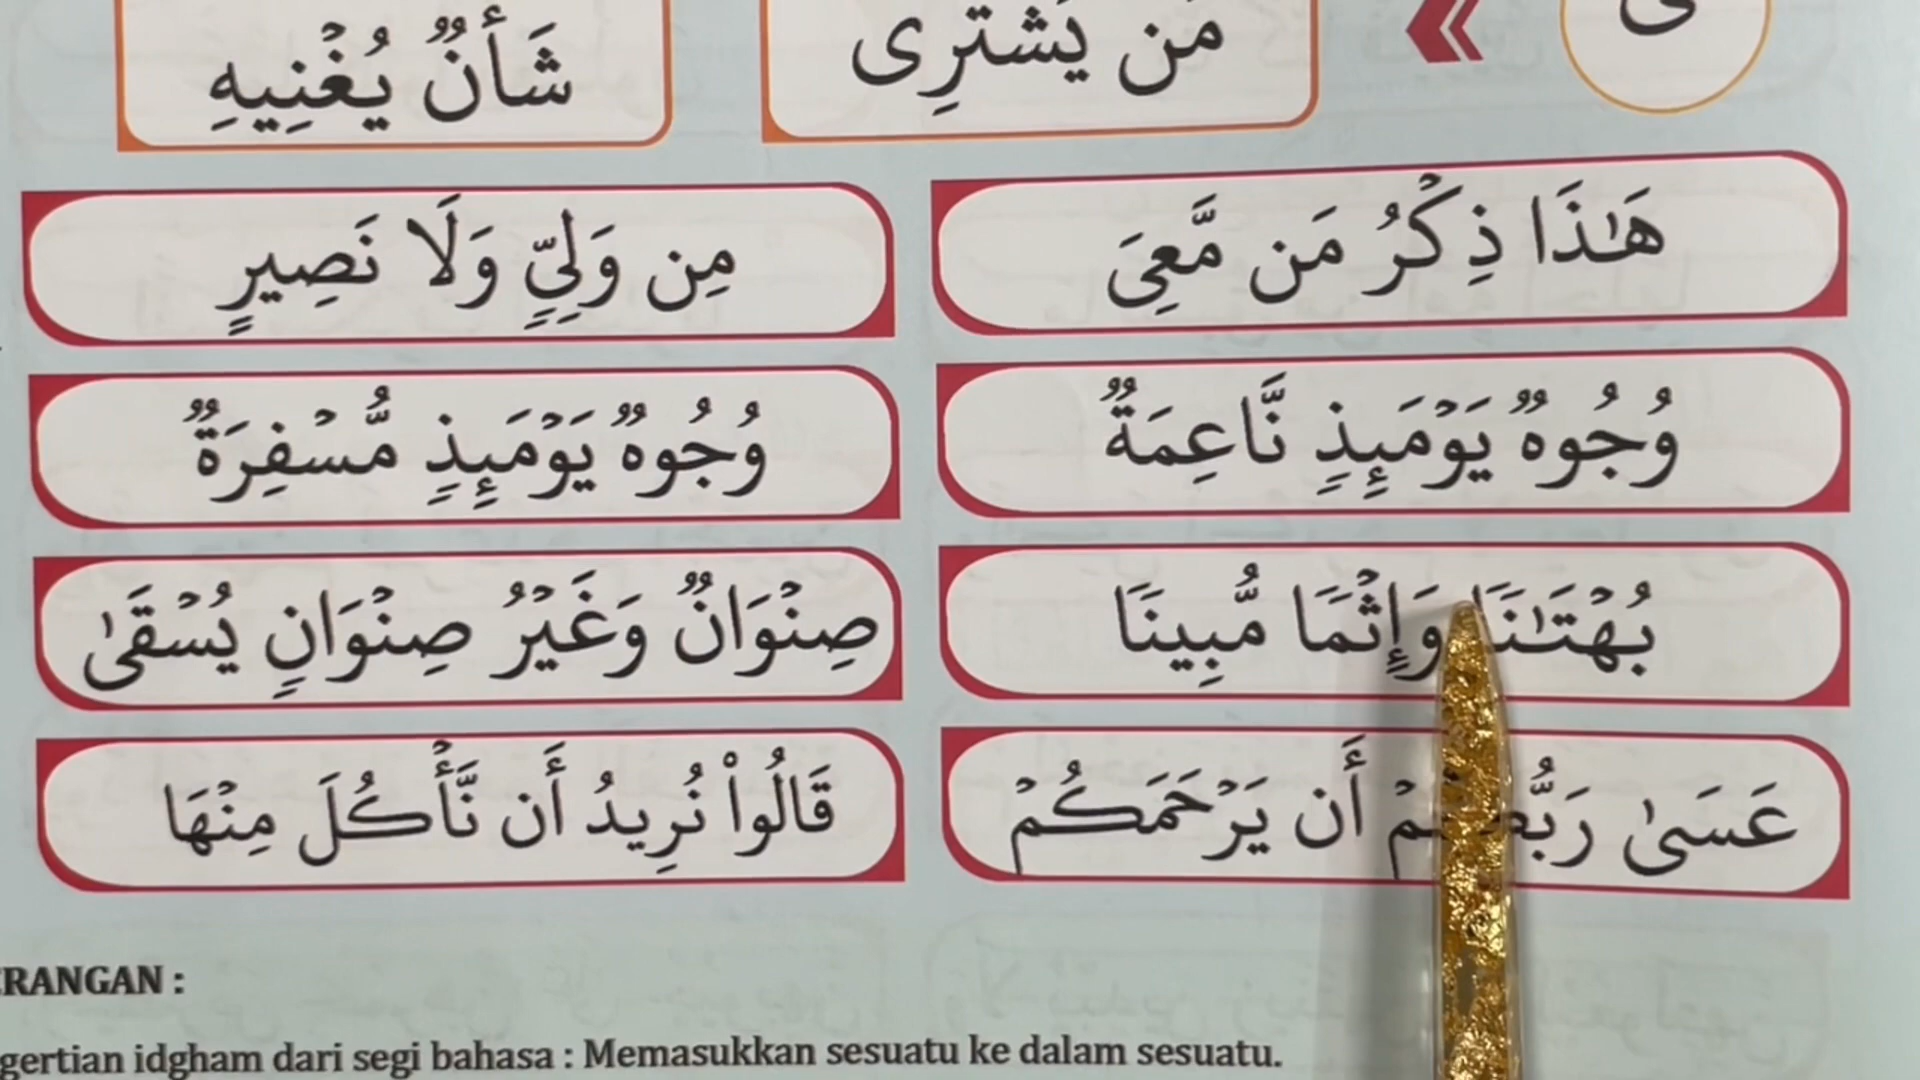 مَن يَشْتَرِى
شَأْنٌ يُغْنِيهِ
هَـٰذَا ذِكْرُ مَن مَّعِىَ
مِن وَلِيٍّ وَلَا نَصِيرٍ
وُجُوهٌ يَوْمَئِذٍ نَّاعِمَةٌ
وُجُوهٌ يَوْمَئِذٍ مُّسْفِرَةٌ
بُهْتَـٰنًا وَإِثْمًا مُّبِينًا
صِنْوَانٌ وَغَيْرُ صِنْوَانٍ يُسْقَىٰ
عَسَىٰ أَن يَرْحَمَكُمْ
قَالُوا۟ نُرِيدُ أَن نَّأْكُلَ مِنْهَا
RANGAN :
gertian idgham dari segi bahasa : Memasukkan sesuatu ke dalam sesuatu.